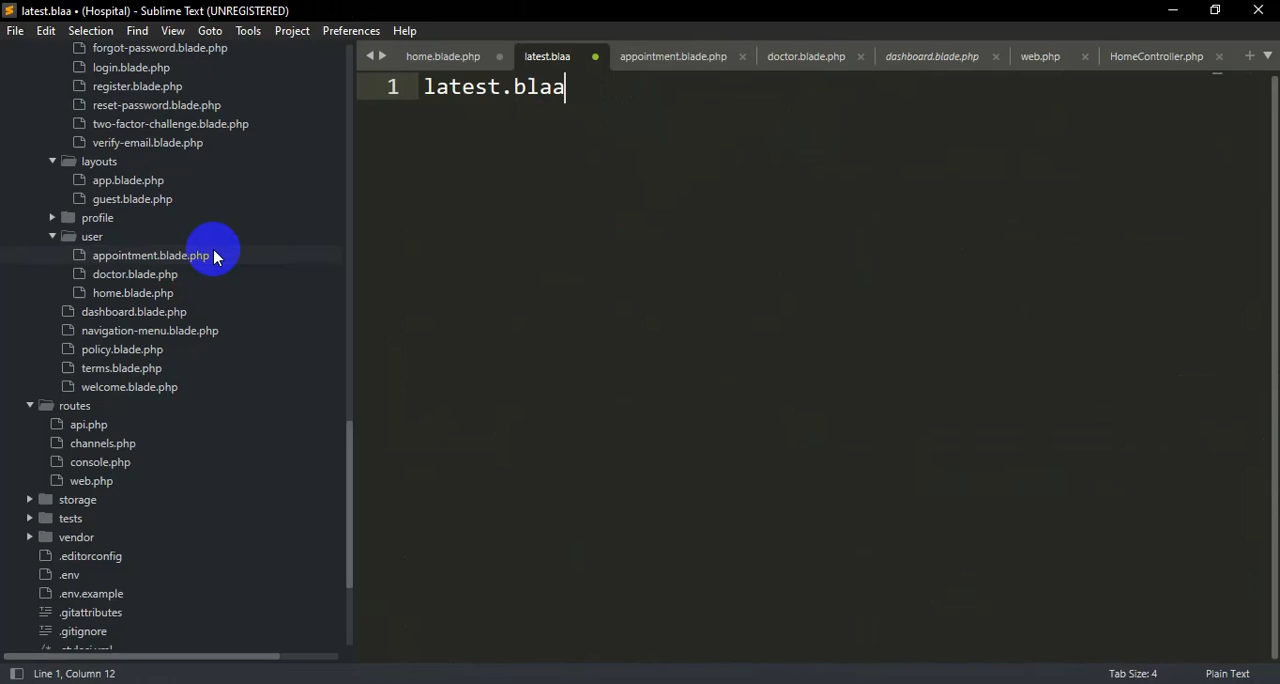 latest.blaa • (Hospital) - Sublime Text (UNREGISTERED)
File Edit Selection Find View Goto Tools Project Preferences Help
forgot-password.blade.php
login.blade.php
register.blade.php
reset-password.blade.php
two-factor-challenge.blade.php
verify-email.blade.php
layouts
app.blade.php
guest.blade.php
profile
user
appointment.blade.php
doctor.blade.php
home.blade.php
dashboard.blade.php
navigation-menu.blade.php
policy.blade.php
terms.blade.php
welcome.blade.php
routes
api.php
channels.php
console.php
web.php
storage
tests
vendor
.editorconfig
.env
.env.example
.gitattributes
.gitignore
home.blade.php latest.blaa appointment.blade.php doctor.blade.php dashboard.blade.php web.php HomeController.php
1 latest.blaa
Line 1, Column 12 Tab Size: 4 Plain Text